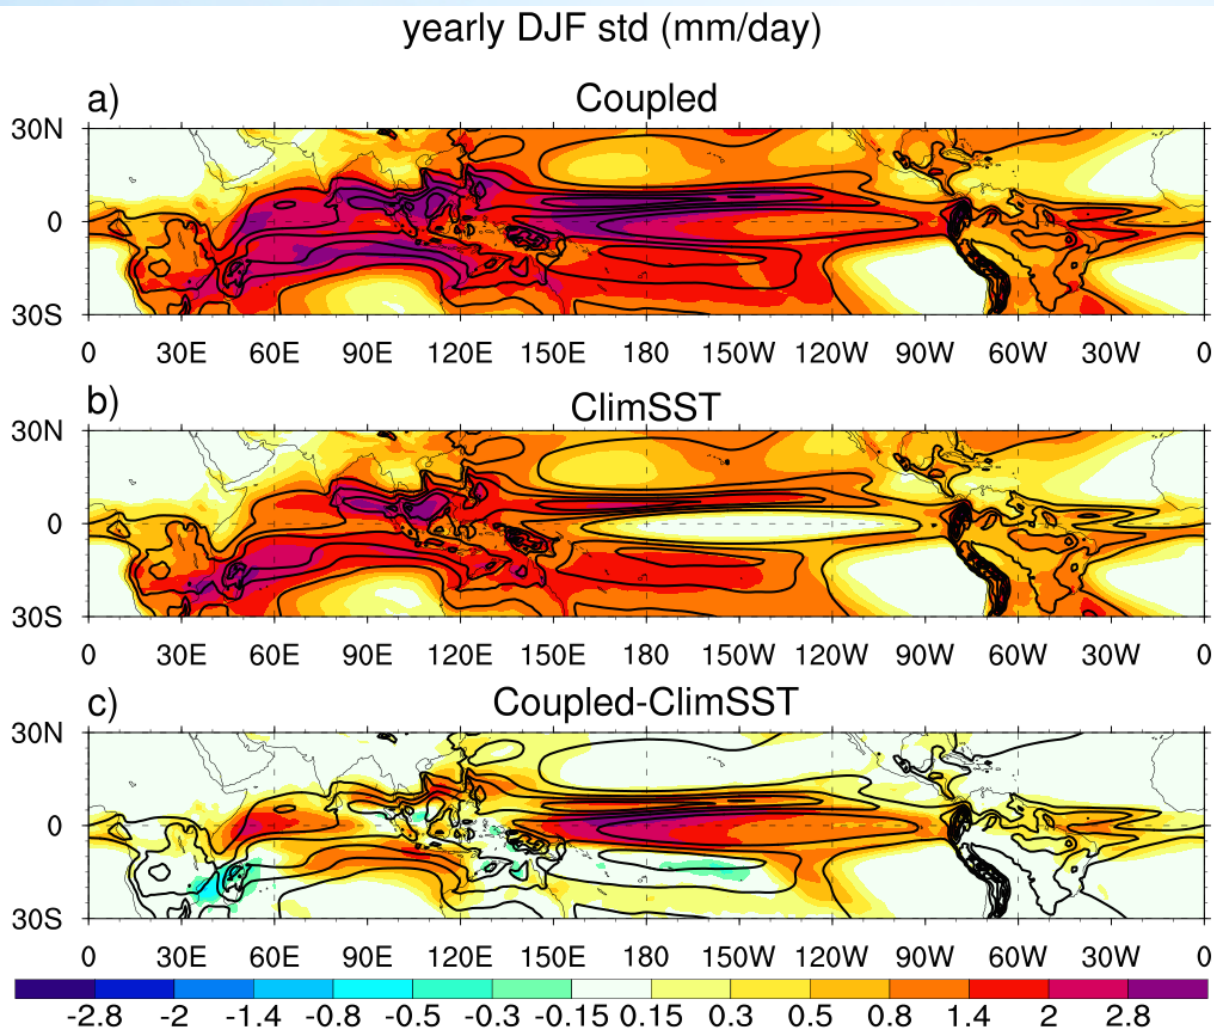 yearly DJF std (mm/day)
a)
Coupled
30N
0
30S
0 30E 60E 90E 120E 150E 180 150W 120W 90W 60W 30W 0
b)
ClimSST
30N
0
30S
0 30E 60E 90E 120E 150E 180 150W 120W 90W 60W 30W 0
c)
Coupled-ClimSST
30N
0
30S
0 30E 60E 90E 120E 150E 180 150W 120W 90W 60W 30W 0
-2.8 -2 -1.4 -0.8 -0.5 -0.3 -0.15 0.15 0.3 0.5 0.8 1.4 2 2.8